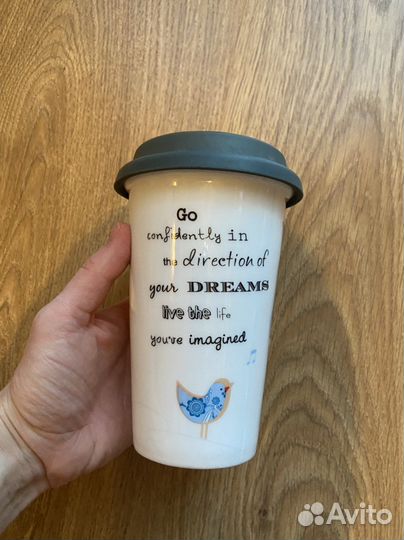 Go
confidently in
the direction of
your DREAMS
live the life
you've imagined
Avito